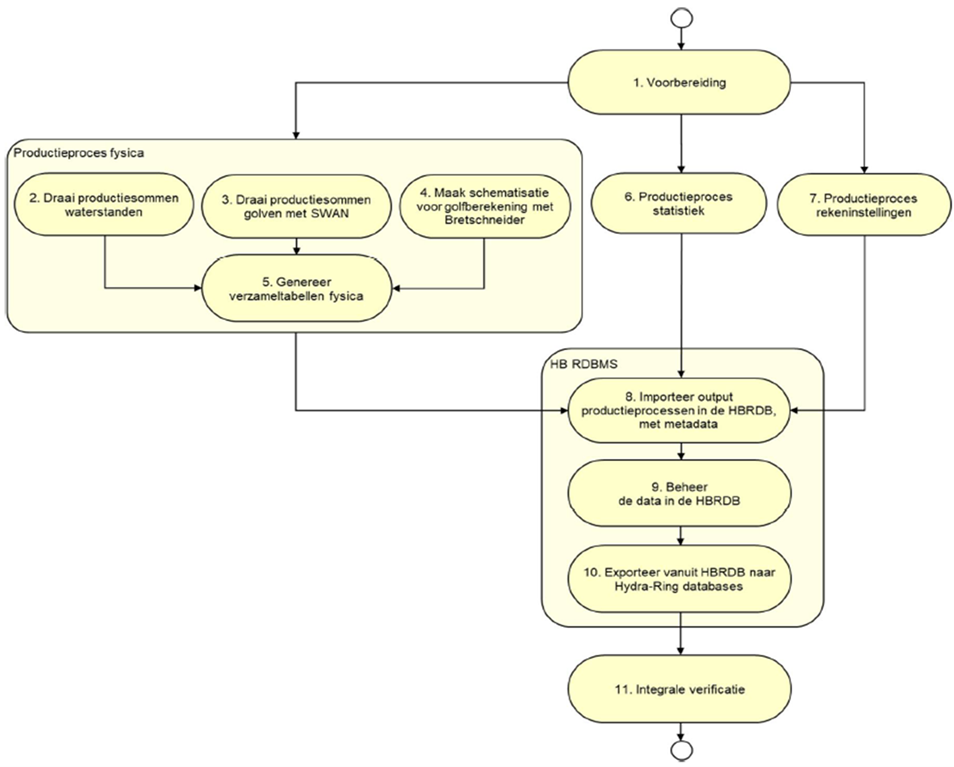 1. Voorbereiding
Productieproces fysica
2. Draai productiesommen
waterstanden
3. Draai productiesommen
golven met SWAN
4. Maak schematisatie
voor golfberekening met
Bretschneider
5. Genereer
verzameltabellen fysica
6. Productieproces
statistiek
7. Productieproces
rekeninstellingen
HB RDBMS
8. Importeer output
productieprocessen in de HBRDB,
met metadata
9. Beheer
de data in de HBRDB
10. Exporteer vanuit HBRDB naar
Hydra-Ring databases
11. Integrale verificatie